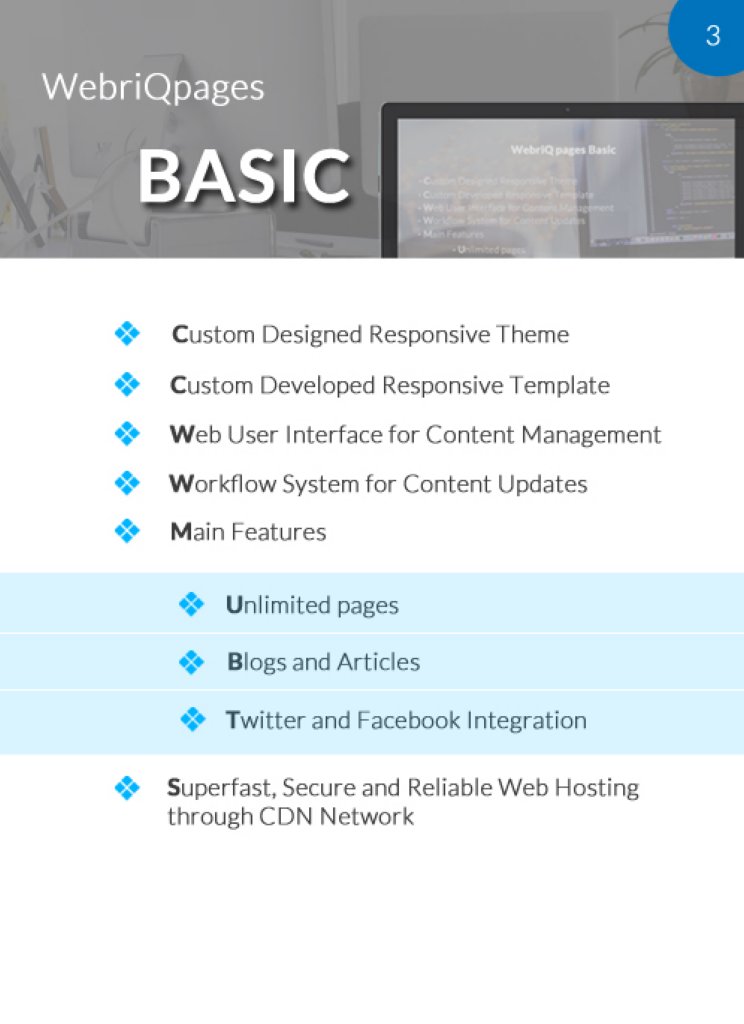 3
WebriQpages
BASIC
WebriQ pages Basic
- Custom Designed Responsive Theme
- Custom Developed Responsive Template
- Web User Interface for Content Management
- Workflow System for Content Updates
- Main Features
- Unlimited pages
Custom Designed Responsive Theme
Custom Developed Responsive Template
Web User Interface for Content Management
Workflow System for Content Updates
Main Features
Unlimited pages
Blogs and Articles
Twitter and Facebook Integration
Superfast, Secure and Reliable Web Hosting
through CDN Network